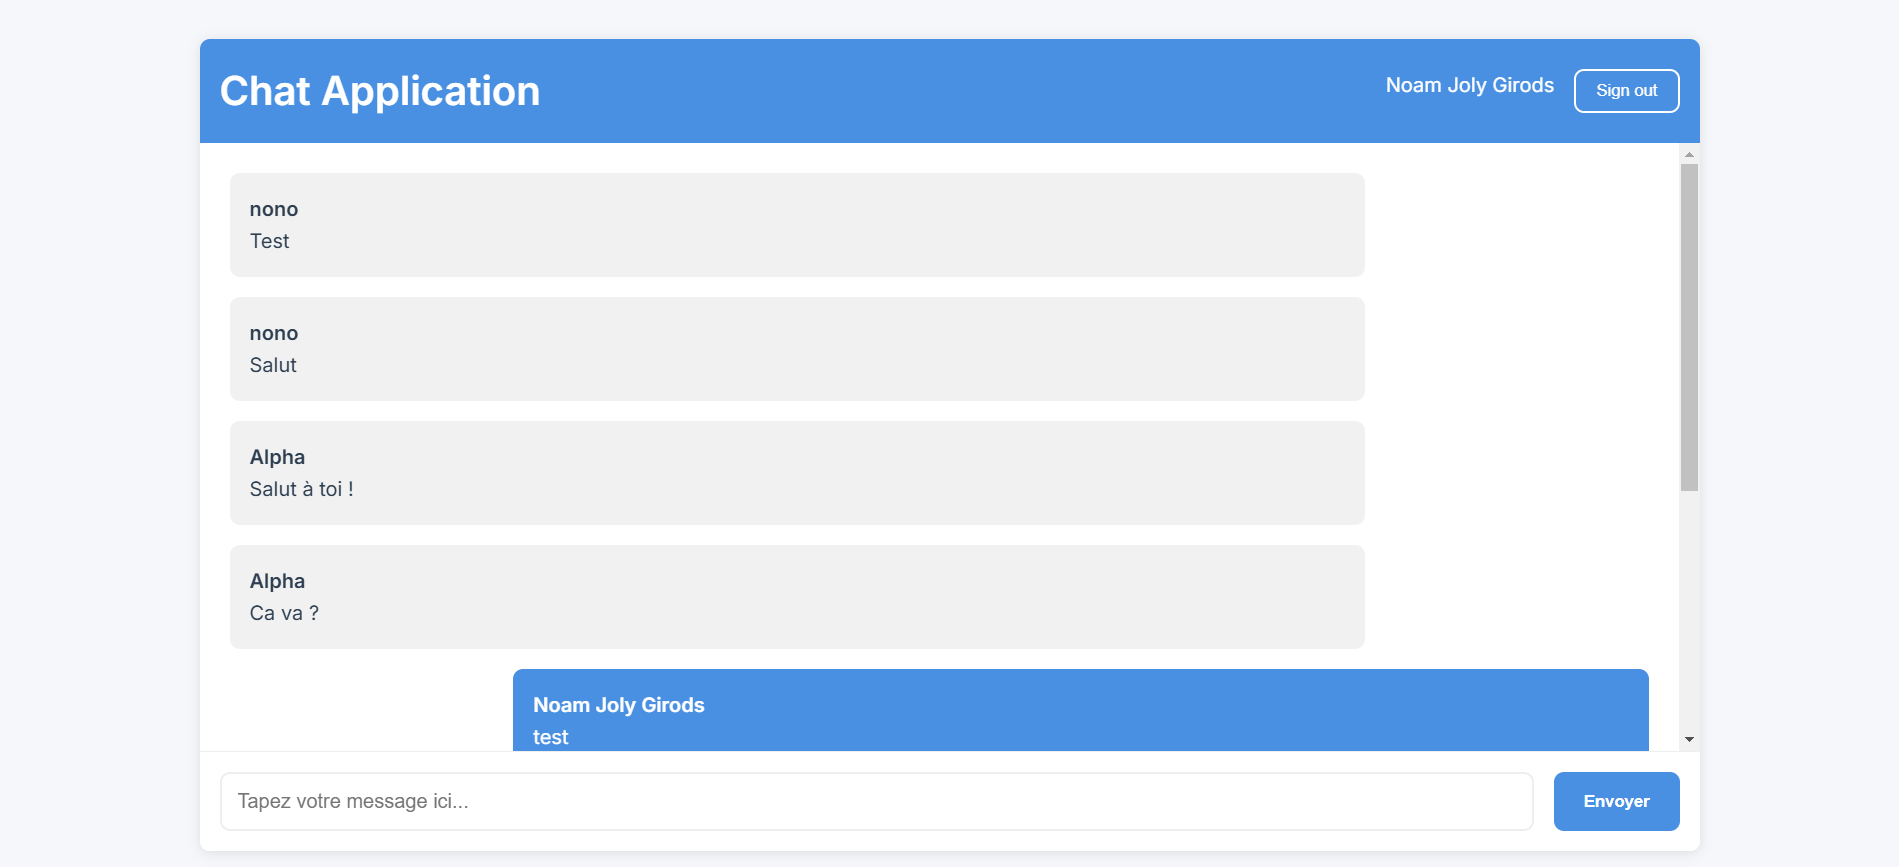 Chat Application
Noam Joly Girods
Sign out
nono
Test
nono
Salut
Alpha
Salut à toi !
Alpha
Ca va ?
Noam Joly Girods
test
Tapez votre message ici...
Envoyer